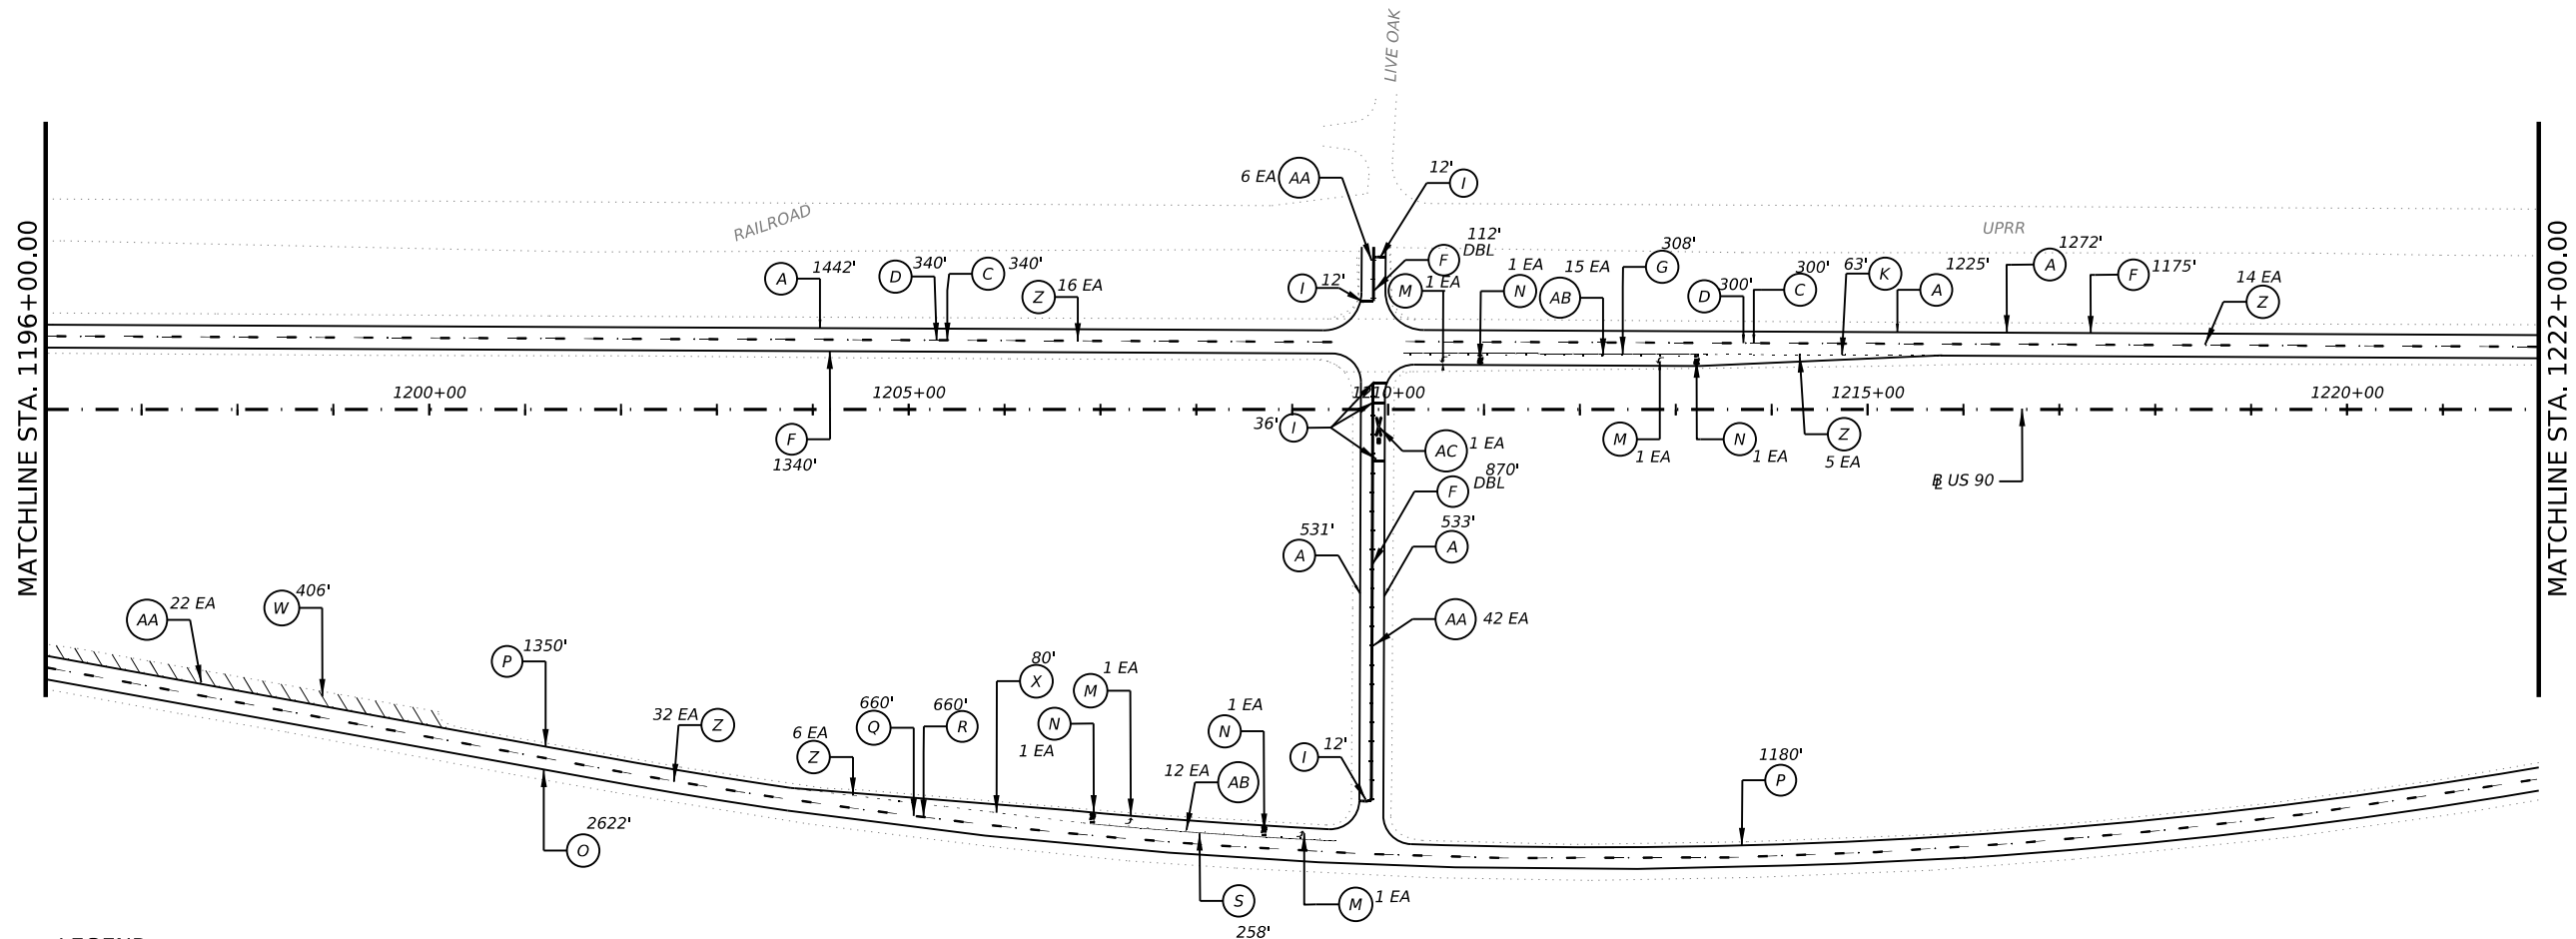 LIVE OAK
6 EA AA
12' I
RAILROAD
UPRR
A 1442'
D 340'
C 340'
Z 16 EA
I 12'
F 112'
DBL
M 1 EA
N 1 EA
AB 15 EA
G 308'
D 300'
C 300'
63' K
A 1225'
A 1272'
F 1175'
14 EA
Z
MATCHLINE STA. 1196+00.00
MATCHLINE STA. 1222+00.00
1200+00
1205+00
1210+00
1215+00
1220+00
F
1340'
36' I
AC 1 EA
870'
F DBL
M
1 EA
N
1 EA
Z
5 EA
US 90
531'
A
533'
A
AA 42 EA
AA 22 EA
W 406'
P 1350'
32 EA Z
6 EA
Z
660'
Q
660'
R
80'
X
1 EA
M
N
1 EA
1 EA
N
12 EA AB
12'
I
1180'
P
2622'
O
S
258'
M 1 EA